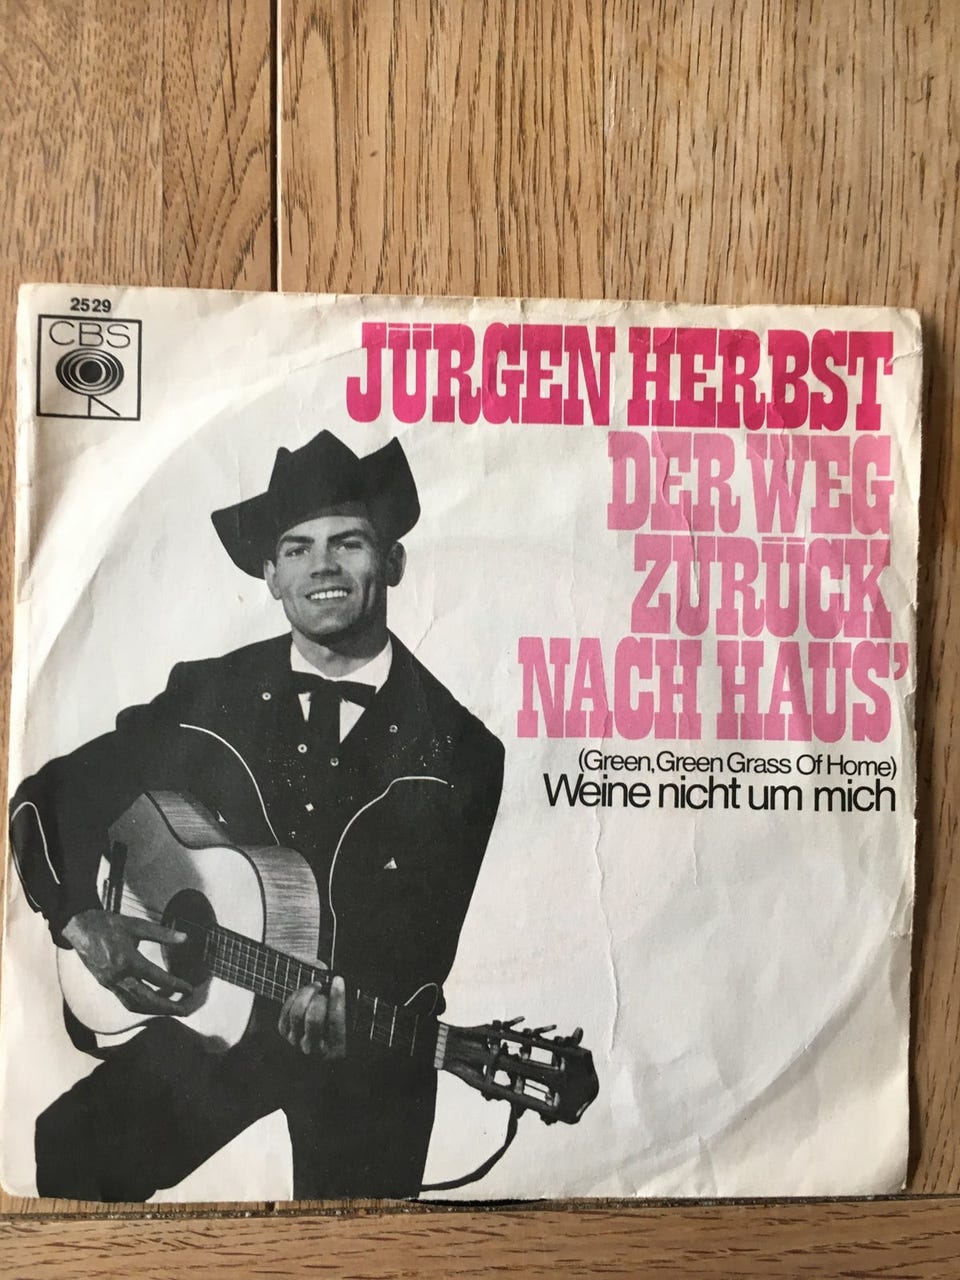 2529
CBS
JÜRGEN HERBST
DER WEG
ZURÜCK
NACH HAUS'
(Green, Green Grass Of Home)
Weine nicht um mich